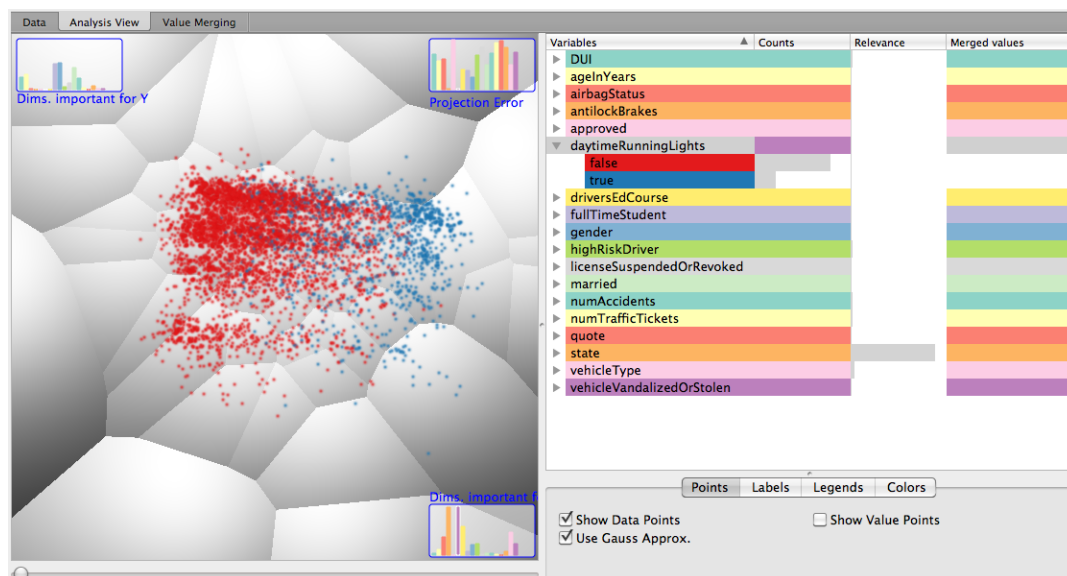 Data Analysis View Value Merging
Dims. important for Y
Projection Error
Dims. important f
Variables Counts Relevance Merged values
DUI
ageInYears
airbagStatus
antilockBrakes
approved
daytimeRunningLights
false
true
driversEdCourse
fullTimeStudent
gender
highRiskDriver
licenseSuspendedOrRevoked
married
numAccidents
numTrafficTickets
quote
state
vehicleType
vehicleVandalizedOrStolen
Points Labels Legends Colors
Show Data Points Show Value Points
Use Gauss Approx.